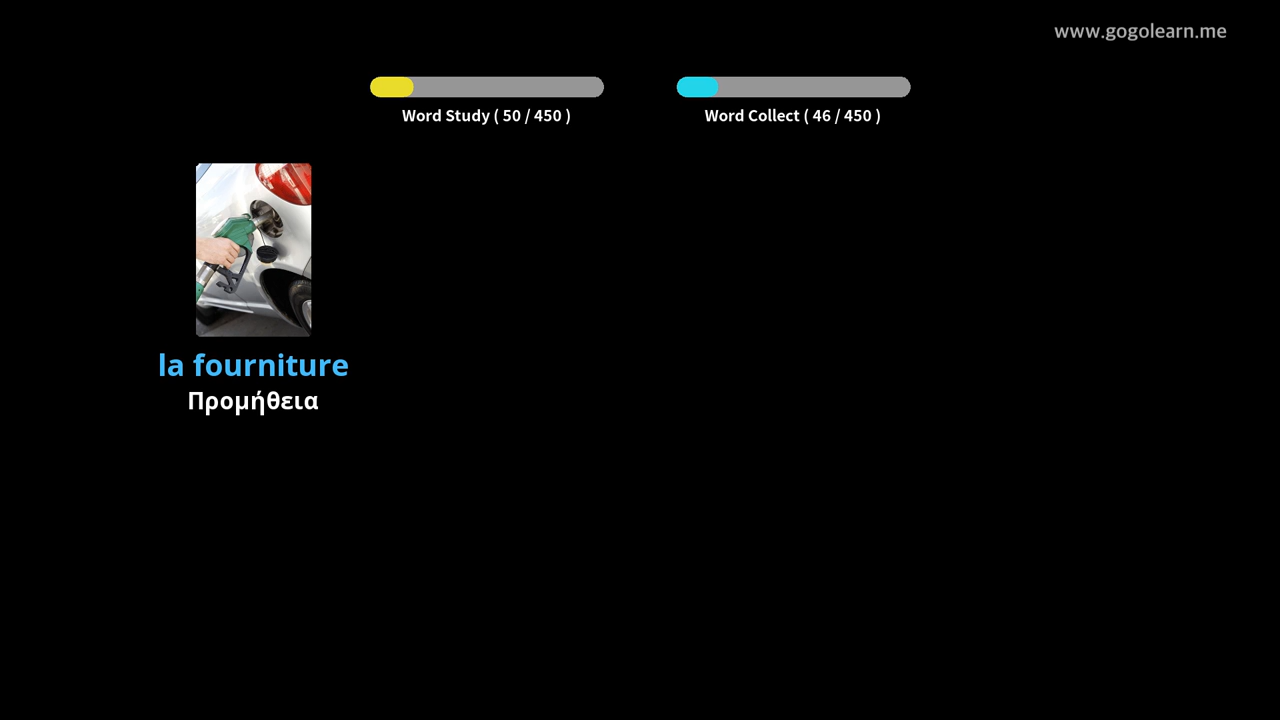 www.gogolearn.me
Word Study ( 50 / 450 )
Word Collect ( 46 / 450 )
la fourniture
Προμήθεια